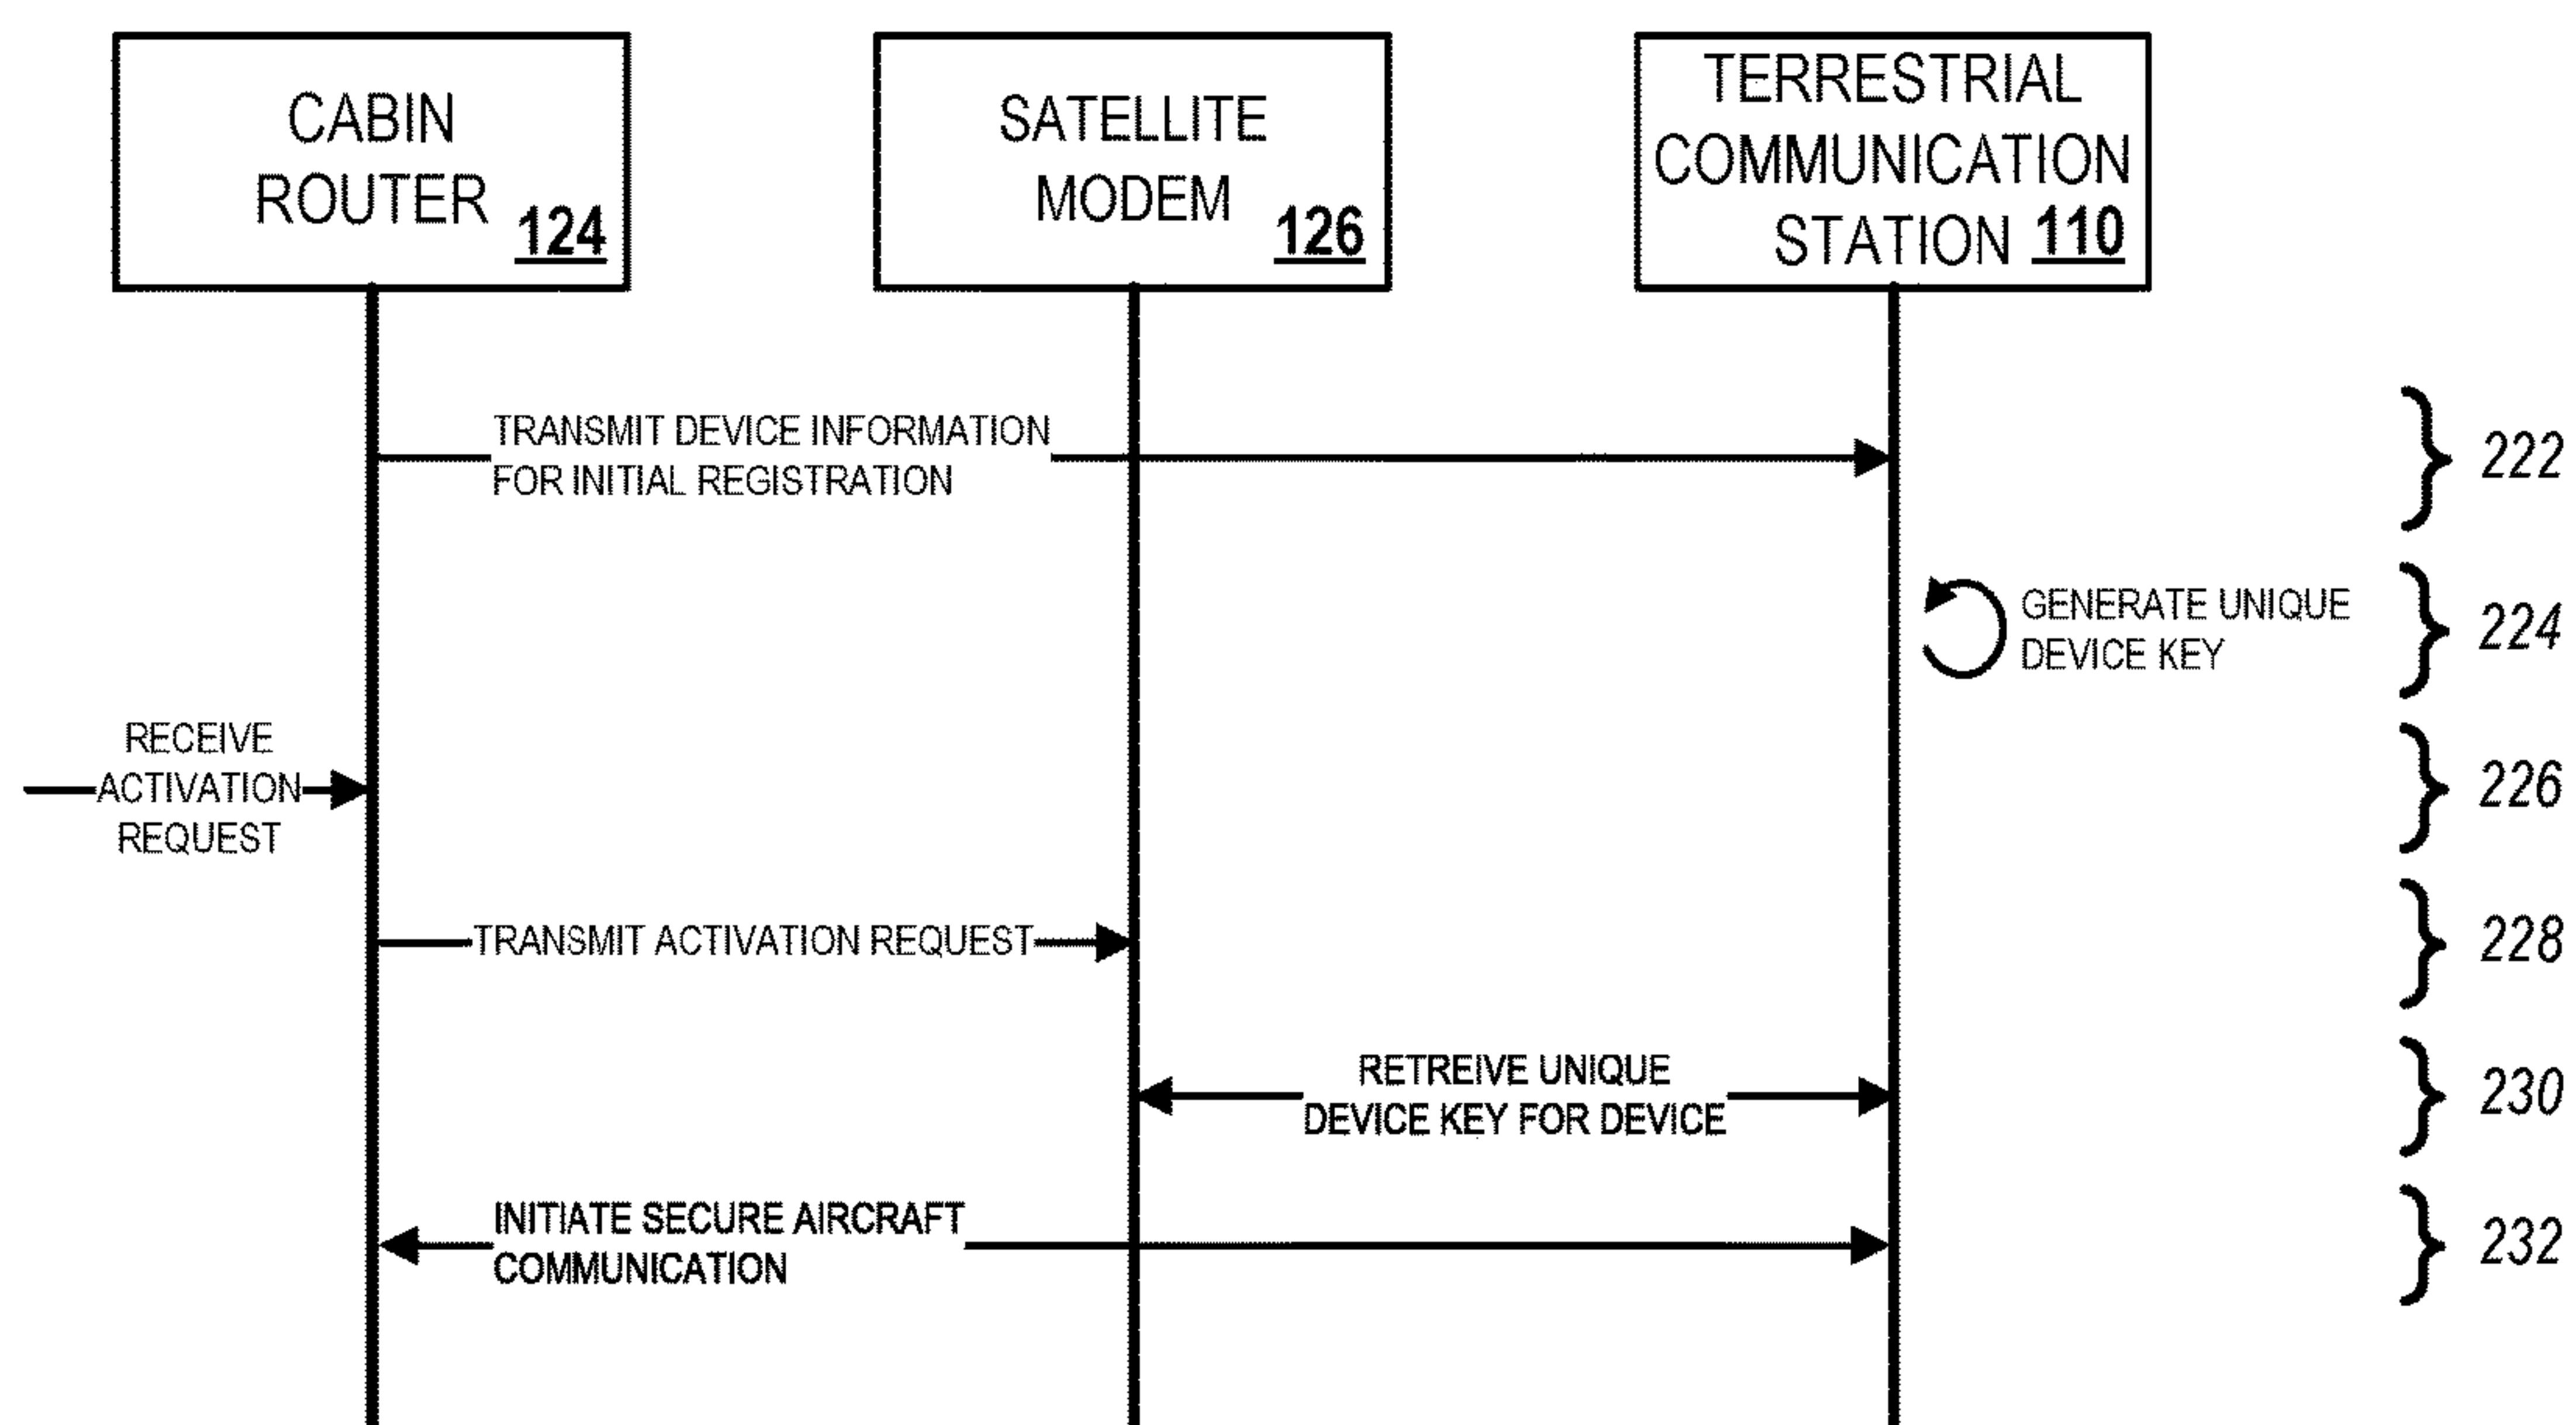 CABIN
ROUTER 124
SATELLITE
MODEM 126
TERRESTRIAL
COMMUNICATION
STATION 110
TRANSMIT DEVICE INFORMATION
FOR INITIAL REGISTRATION
222
GENERATE UNIQUE
DEVICE KEY
224
RECEIVE
ACTIVATION
REQUEST
226
TRANSMIT ACTIVATION REQUEST
228
RETREIVE UNIQUE
DEVICE KEY FOR DEVICE
230
INITIATE SECURE AIRCRAFT
COMMUNICATION
232